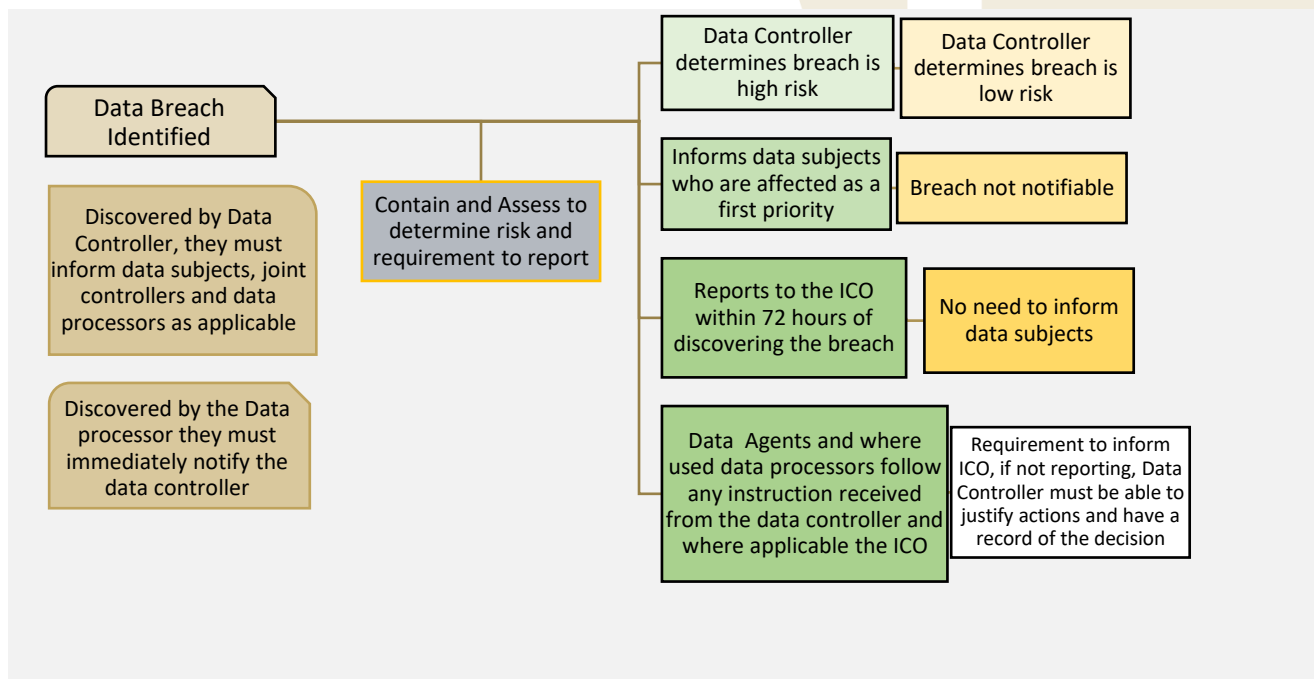 Data Breach
Identified
Discovered by Data
Controller, they must
inform data subjects, joint
controllers and data
processors as applicable
Discovered by the Data
processor they must
immediately notify the
data controller
Contain and Assess to
determine risk and
requirement to report
Data Controller
determines breach is
high risk
Data Controller
determines breach is
low risk
Informs data subjects
who are affected as a
first priority
Breach not notifiable
Reports to the ICO
within 72 hours of
discovering the breach
No need to inform
data subjects
Data Agents and where
used data processors follow
any instruction received
from the data controller and
where applicable the ICO
Requirement to inform
ICO, if not reporting, Data
Controller must be able to
justify actions and have a
record of the decision